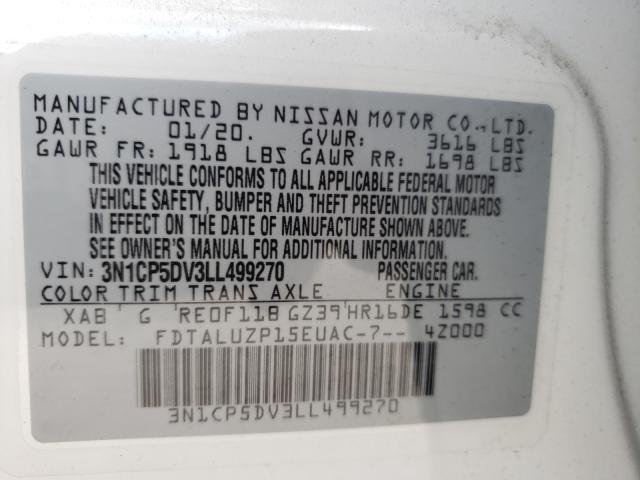 MANUFACTURED BY NISSAN MOTOR CO., LTD.
DATE: 01/20. GVWR: 3616 LBS
GAWR FR: 1918 LBS GAWR RR: 1698 LBS
THIS VEHICLE CONFORMS TO ALL APPLICABLE FEDERAL MOTOR
VEHICLE SAFETY, BUMPER AND THEFT PREVENTION STANDARDS
IN EFFECT ON THE DATE OF MANUFACTURE SHOWN ABOVE.
SEE OWNER'S MANUAL FOR ADDITIONAL INFORMATION.
VIN: 3N1CP5DV3LL499270 PASSENGER CAR.
COLOR TRIM TRANS AXLE ENGINE
XAB G RE0F11B GZ39 HR16DE 1598 CC
MODEL: FDTALUZP15EUAC-7-- 4Z000
3N1CP5DV3LL499270